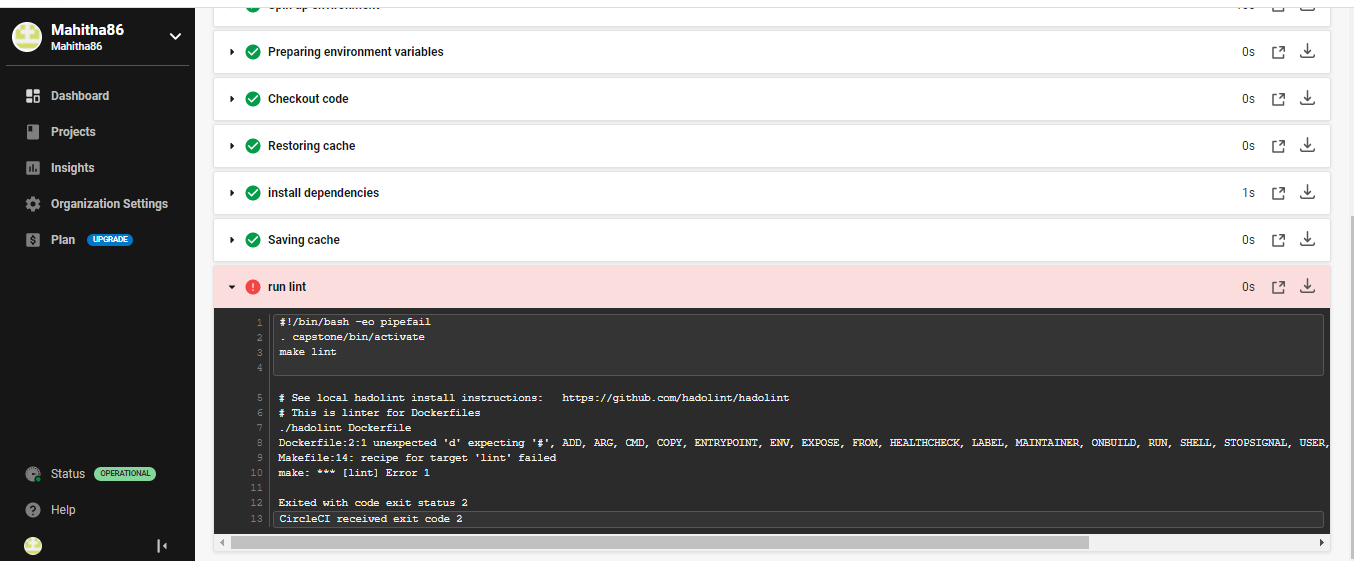 Mahitha86
Mahitha86
Dashboard
Projects
Insights
Organization Settings
Plan UPGRADE
Status OPERATIONAL
Help
Spin up environment
Preparing environment variables 0s
Checkout code 0s
Restoring cache 0s
install dependencies 1s
Saving cache 0s
run lint 0s
1 #!/bin/bash -eo pipefail
2 . capstone/bin/activate
3 make lint
4
5 # See local hadolint install instructions:   https://github.com/hadolint/hadolint
6 # This is linter for Dockerfiles
7 ./hadolint Dockerfile
8 Dockerfile:2:1 unexpected 'd' expecting '#', ADD, ARG, CMD, COPY, ENTRYPOINT, ENV, EXPOSE, FROM, HEALTHCHECK, LABEL, MAINTAINER, ONBUILD, RUN, SHELL, STOPSIGNAL, USER,
9 Makefile:14: recipe for target 'lint' failed
10 make: *** [lint] Error 1
11
12 Exited with code exit status 2
13 CircleCI received exit code 2